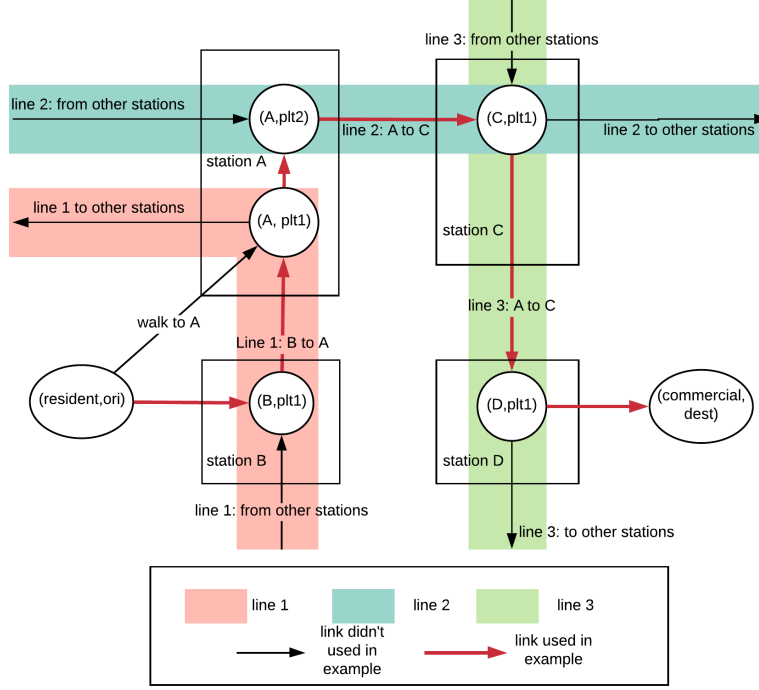 line 3: from other stations
line 2: from other stations
(A,plt2)
(C,plt1)
line 2: A to C
line 2 to other stations
station A
line 1 to other stations
(A, plt1)
station C
walk to A
line 3: A to C
Line 1: B to A
(resident,ori)
(B,plt1)
(D,plt1)
(commercial,
dest)
station B
station D
line 1: from other stations
line 3: to other stations
line 1
line 2
line 3
link didn't
used in
example
link used in
example